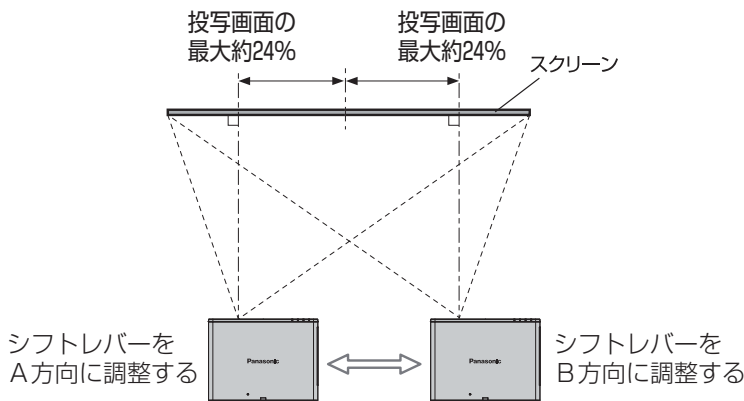 投写画面の
最大約24%
投写画面の
最大約24%
スクリーン
シフトレバーを
A方向に調整する
Panasonic
Panasonic
シフトレバーを
B方向に調整する